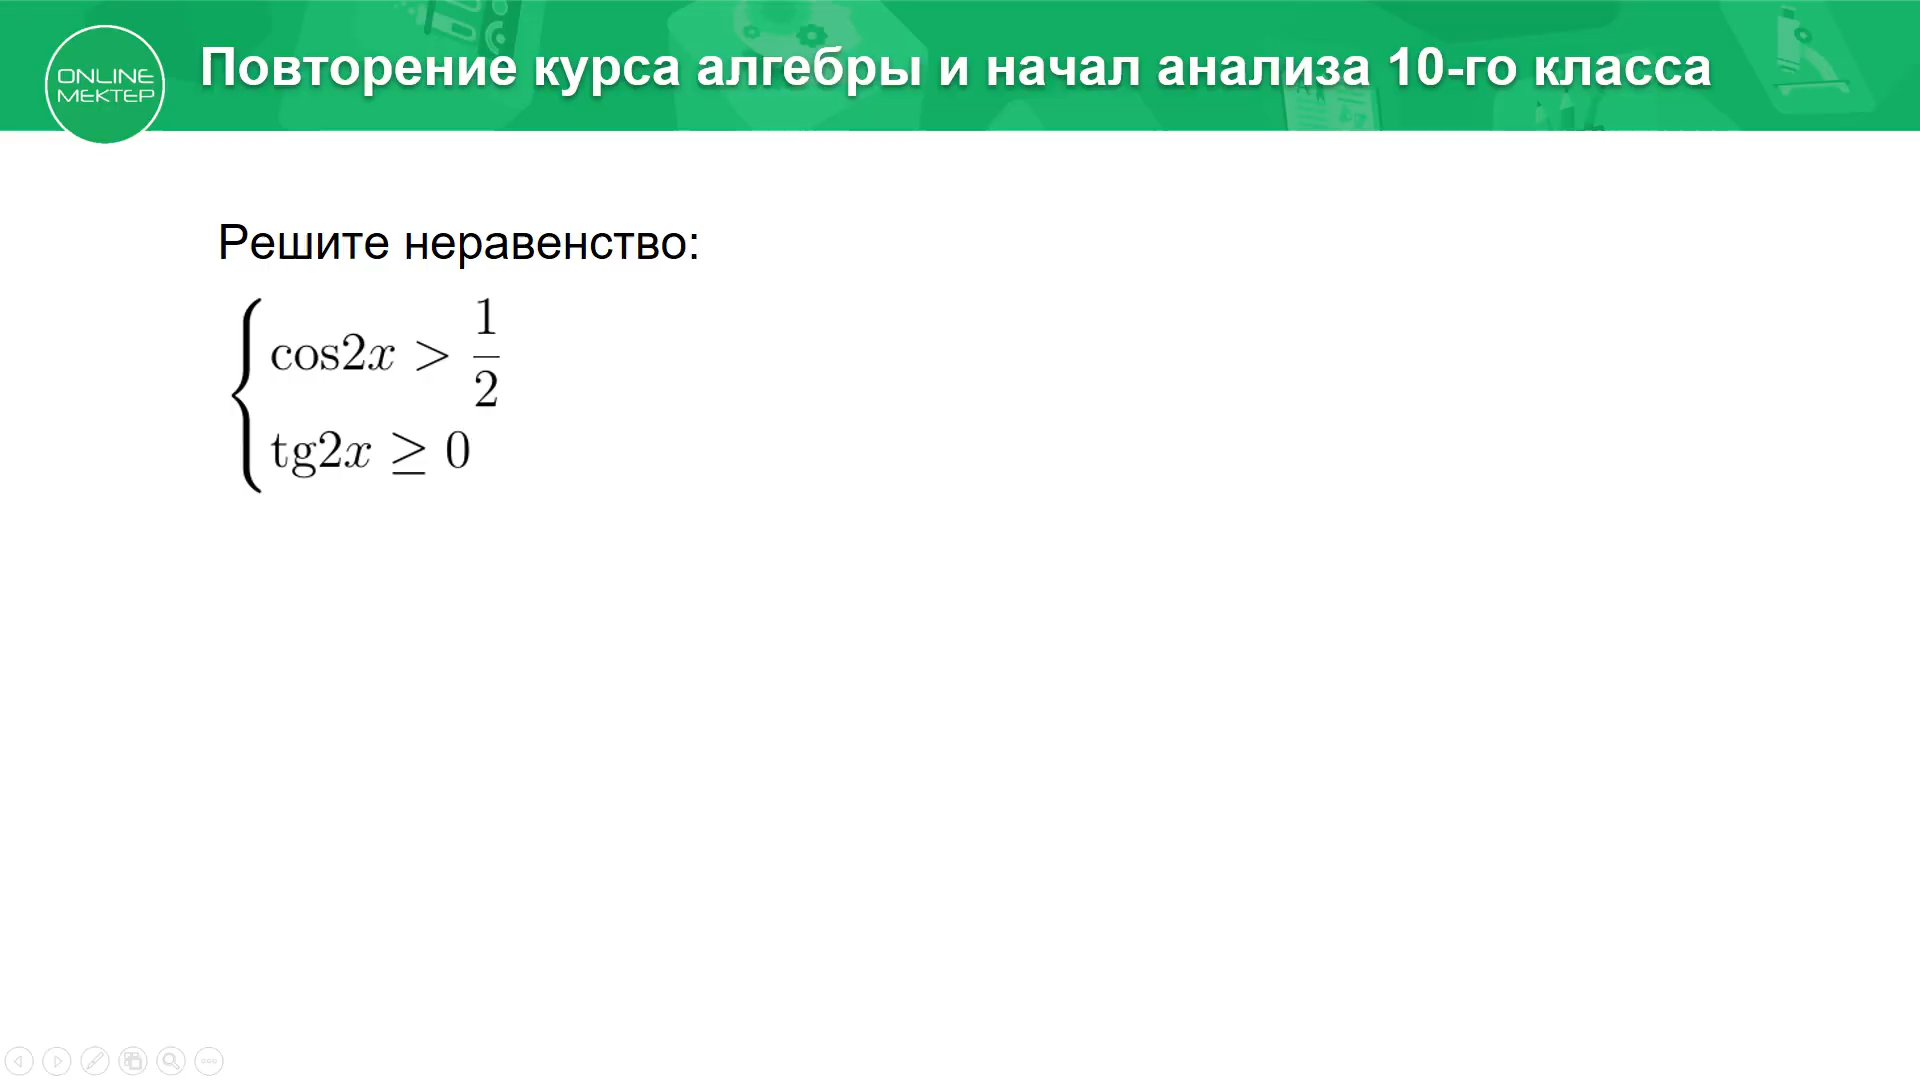 ONLINE
MEKTEP
Повторение курса алгебры и начал анализа 10-го класса
Решите неравенство:
cos2x > 1/2
tg2x ≥ 0